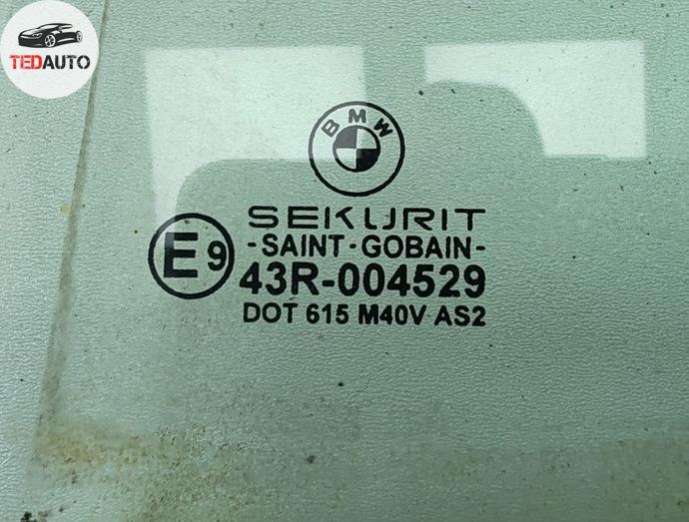 TEDAUTO
BMW
SEKURIT
-SAINT-GOBAIN-
E9
43R-004529
DOT 615 M40V AS2